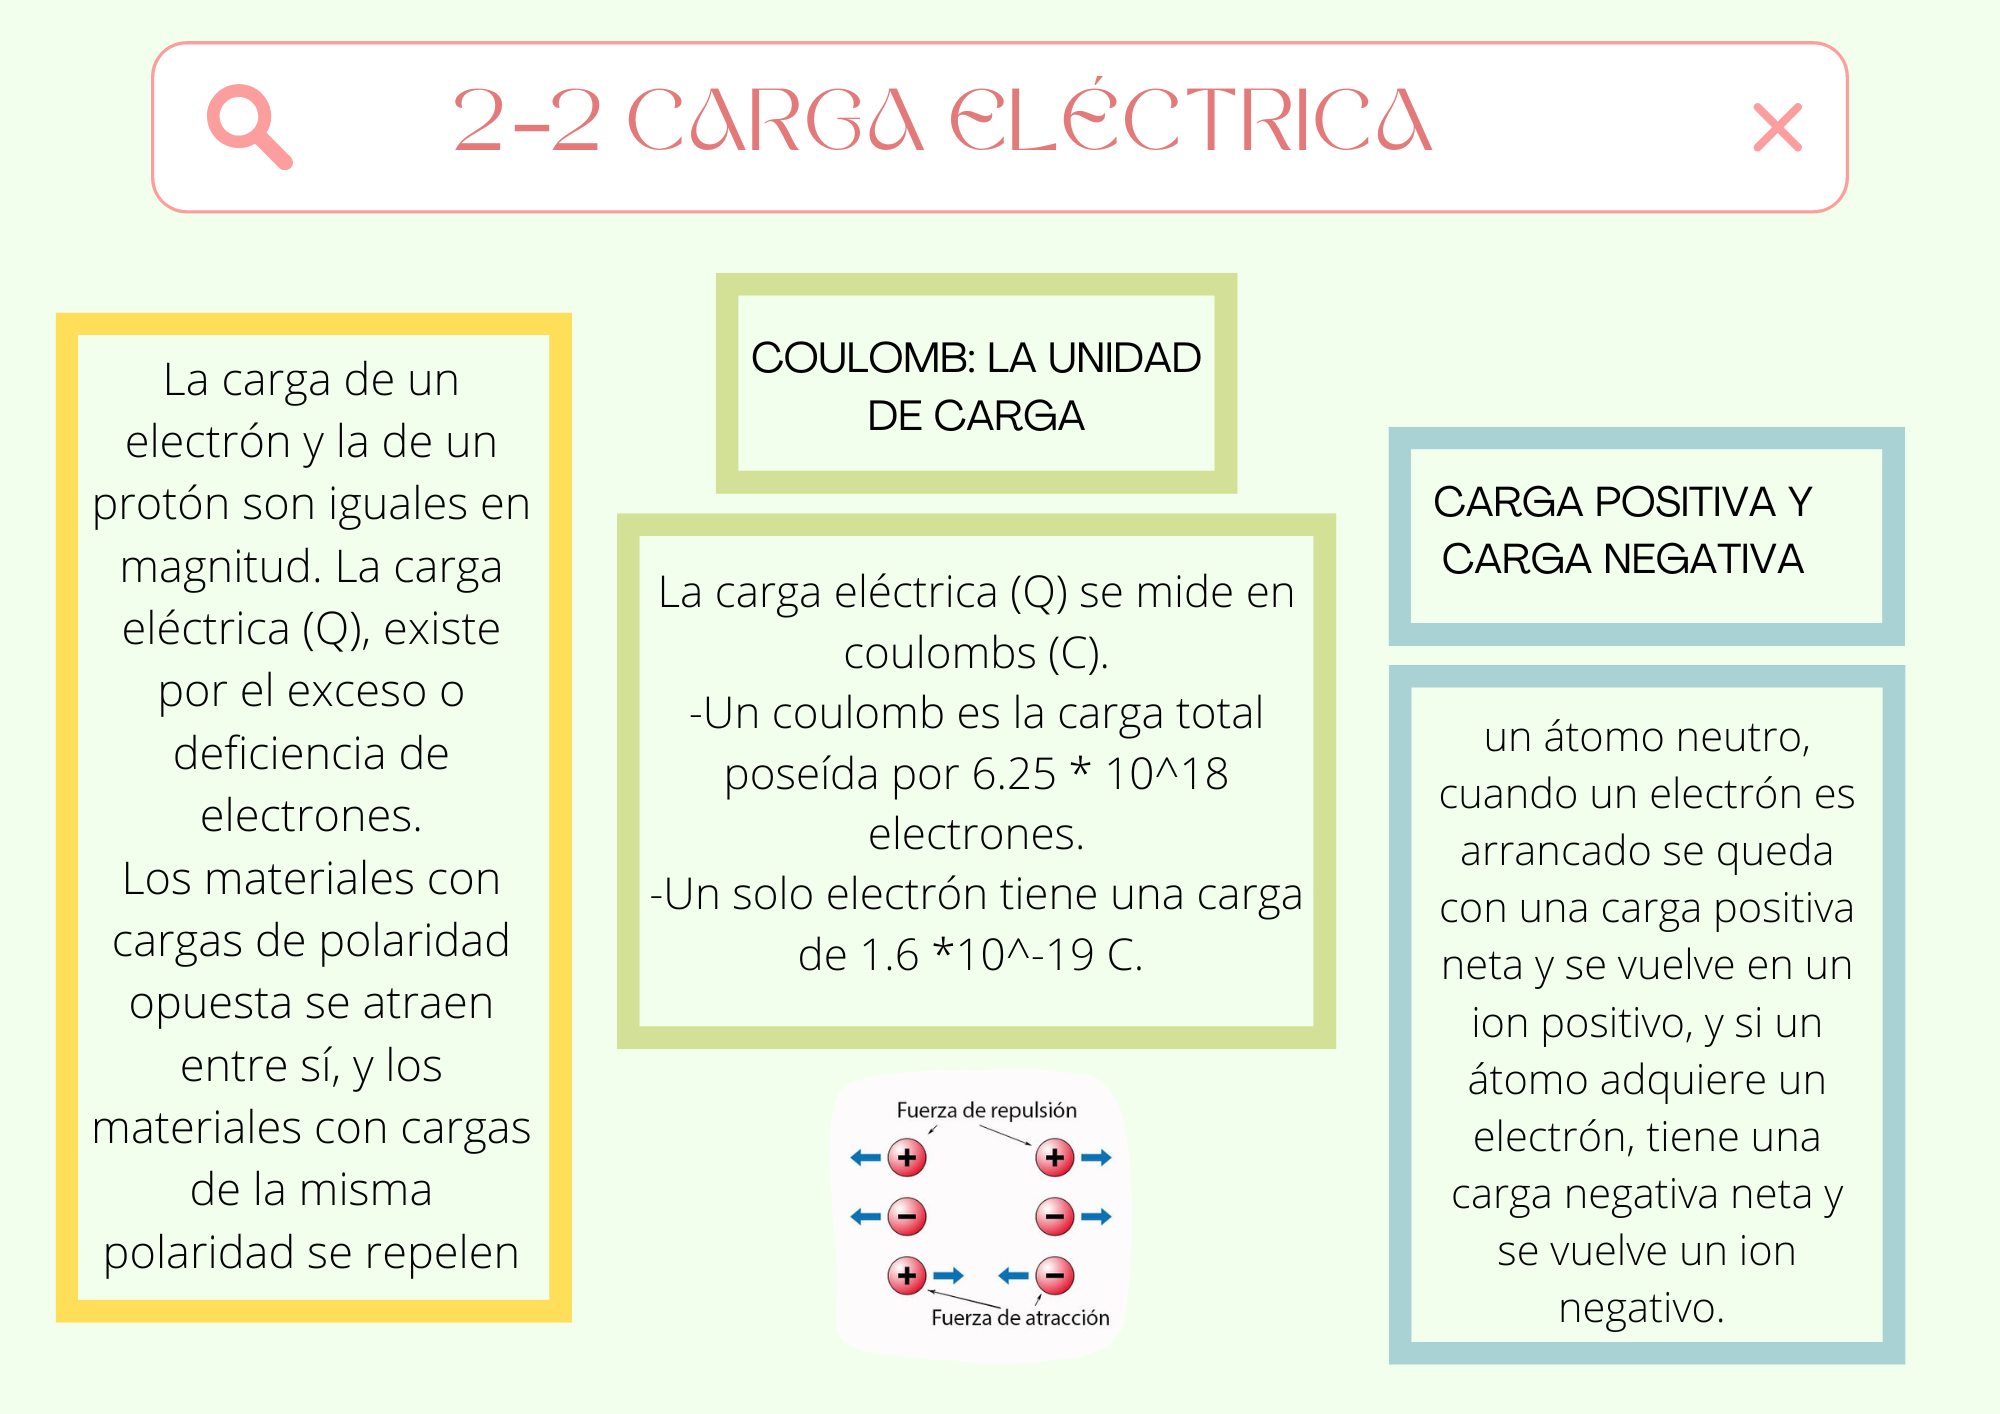 2-2 CARGA ELÉCTRICA
La carga de un
electrón y la de un
protón son iguales en
magnitud. La carga
eléctrica (Q), existe
por el exceso o
deficiencia de
electrones.
Los materiales con
cargas de polaridad
opuesta se atraen
entre sí, y los
materiales con cargas
de la misma
polaridad se repelen
COULOMB: LA UNIDAD
DE CARGA
La carga eléctrica (Q) se mide en
coulombs (C).
-Un coulomb es la carga total
poseída por 6.25 * 10^18
electrones.
-Un solo electrón tiene una carga
de 1.6 *10^-19 C.
Fuerza de repulsión
+ +
− −
+ −
Fuerza de atracción
CARGA POSITIVA Y
CARGA NEGATIVA
un átomo neutro,
cuando un electrón es
arrancado se queda
con una carga positiva
neta y se vuelve en un
ion positivo, y si un
átomo adquiere un
electrón, tiene una
carga negativa neta y
se vuelve un ion
negativo.